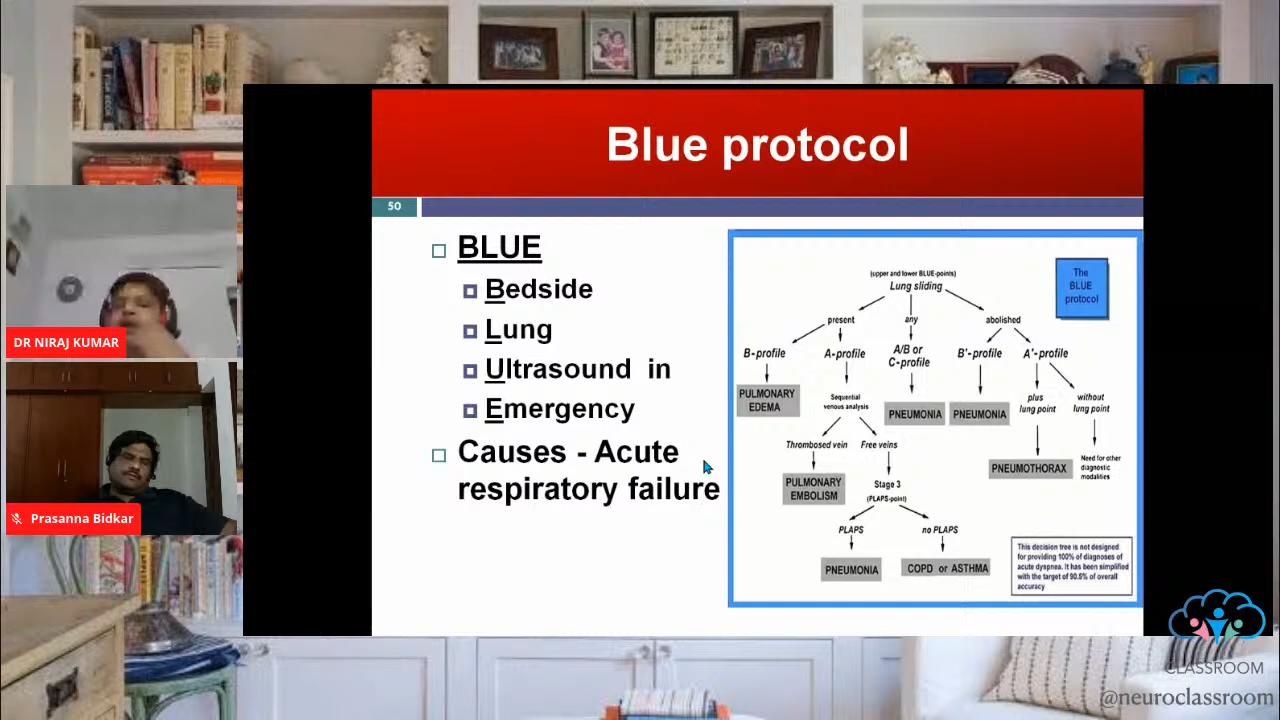 Blue protocol
50
BLUE
Bedside
Lung
Ultrasound in
Emergency
Causes - Acute
respiratory failure
The
BLUE
protocol
(upper and lower BLUE-points)
Lung sliding
present
any
abolished
B-profile
A-profile
A/B or
C-profile
B'-profile
A'-profile
PULMONARY
EDEMA
Sequential
venous analysis
PNEUMONIA
PNEUMONIA
plus
lung point
without
lung point
Thrombosed vein
Free veins
PNEUMOTHORAX
Need for other
diagnostic
modalities
PULMONARY
EMBOLISM
Stage 3
(PLAPS-point)
PLAPS
no PLAPS
PNEUMONIA
COPD or ASTHMA
This decision tree is not designed
for providing 100% of diagnoses of
acute dyspnea. It has been simplified
with the target of 90.5% of overall
accuracy
DR NIRAJ KUMAR
Prasanna Bidkar
CLASSROOM
@neuroclassroom